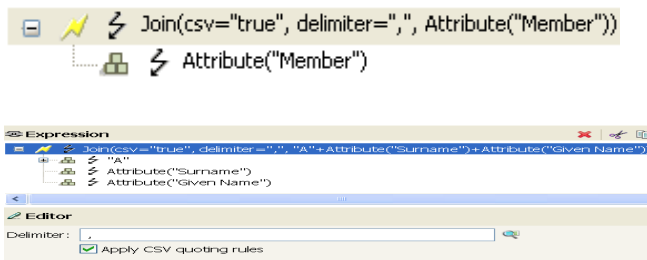 Join(csv="true", delimiter=",", Attribute("Member"))
Attribute("Member")
Expression
Join(csv="true", delimiter=",", "A"+Attribute("Surname")+Attribute("Given Name")
"A"
Attribute("Surname")
Attribute("Given Name")
Editor
Delimiter: ,
Apply CSV quoting rules